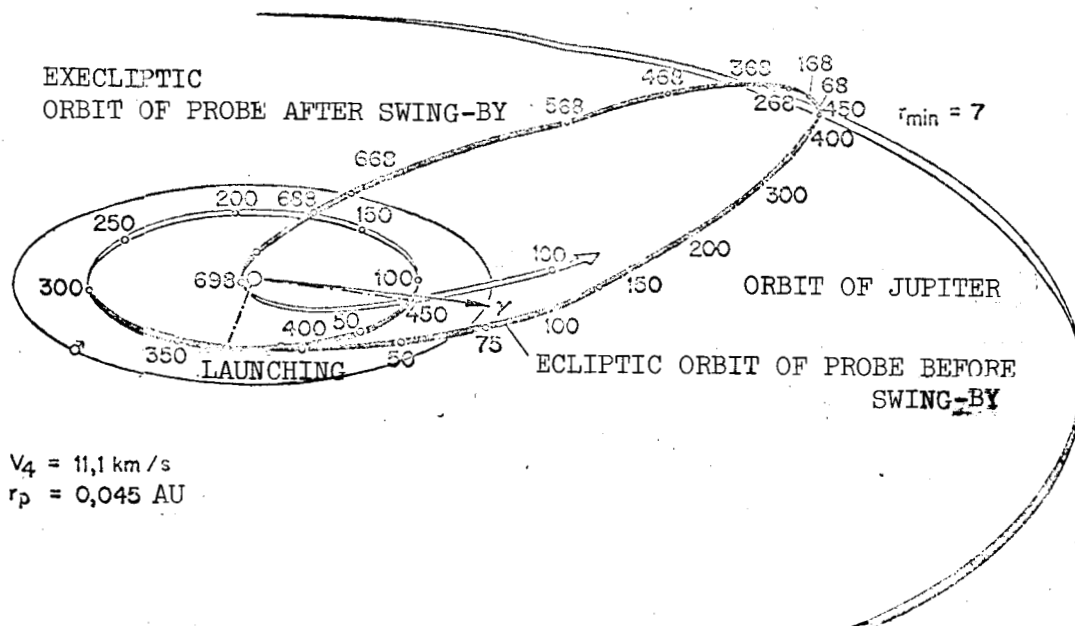 EXECLIPTIC
ORBIT OF PROBE AFTER SWING-BY
468
368
168
68
268
450
400
r_min = 7
568
668
300
200
688
250
150
200
100
100
150
300
698
ORBIT OF JUPITER
450
γ
400
50
100
350
75
♂
50
LAUNCHING
ECLIPTIC ORBIT OF PROBE BEFORE
SWING-BY
V4 = 11,1 km/s
rp = 0,045 AU